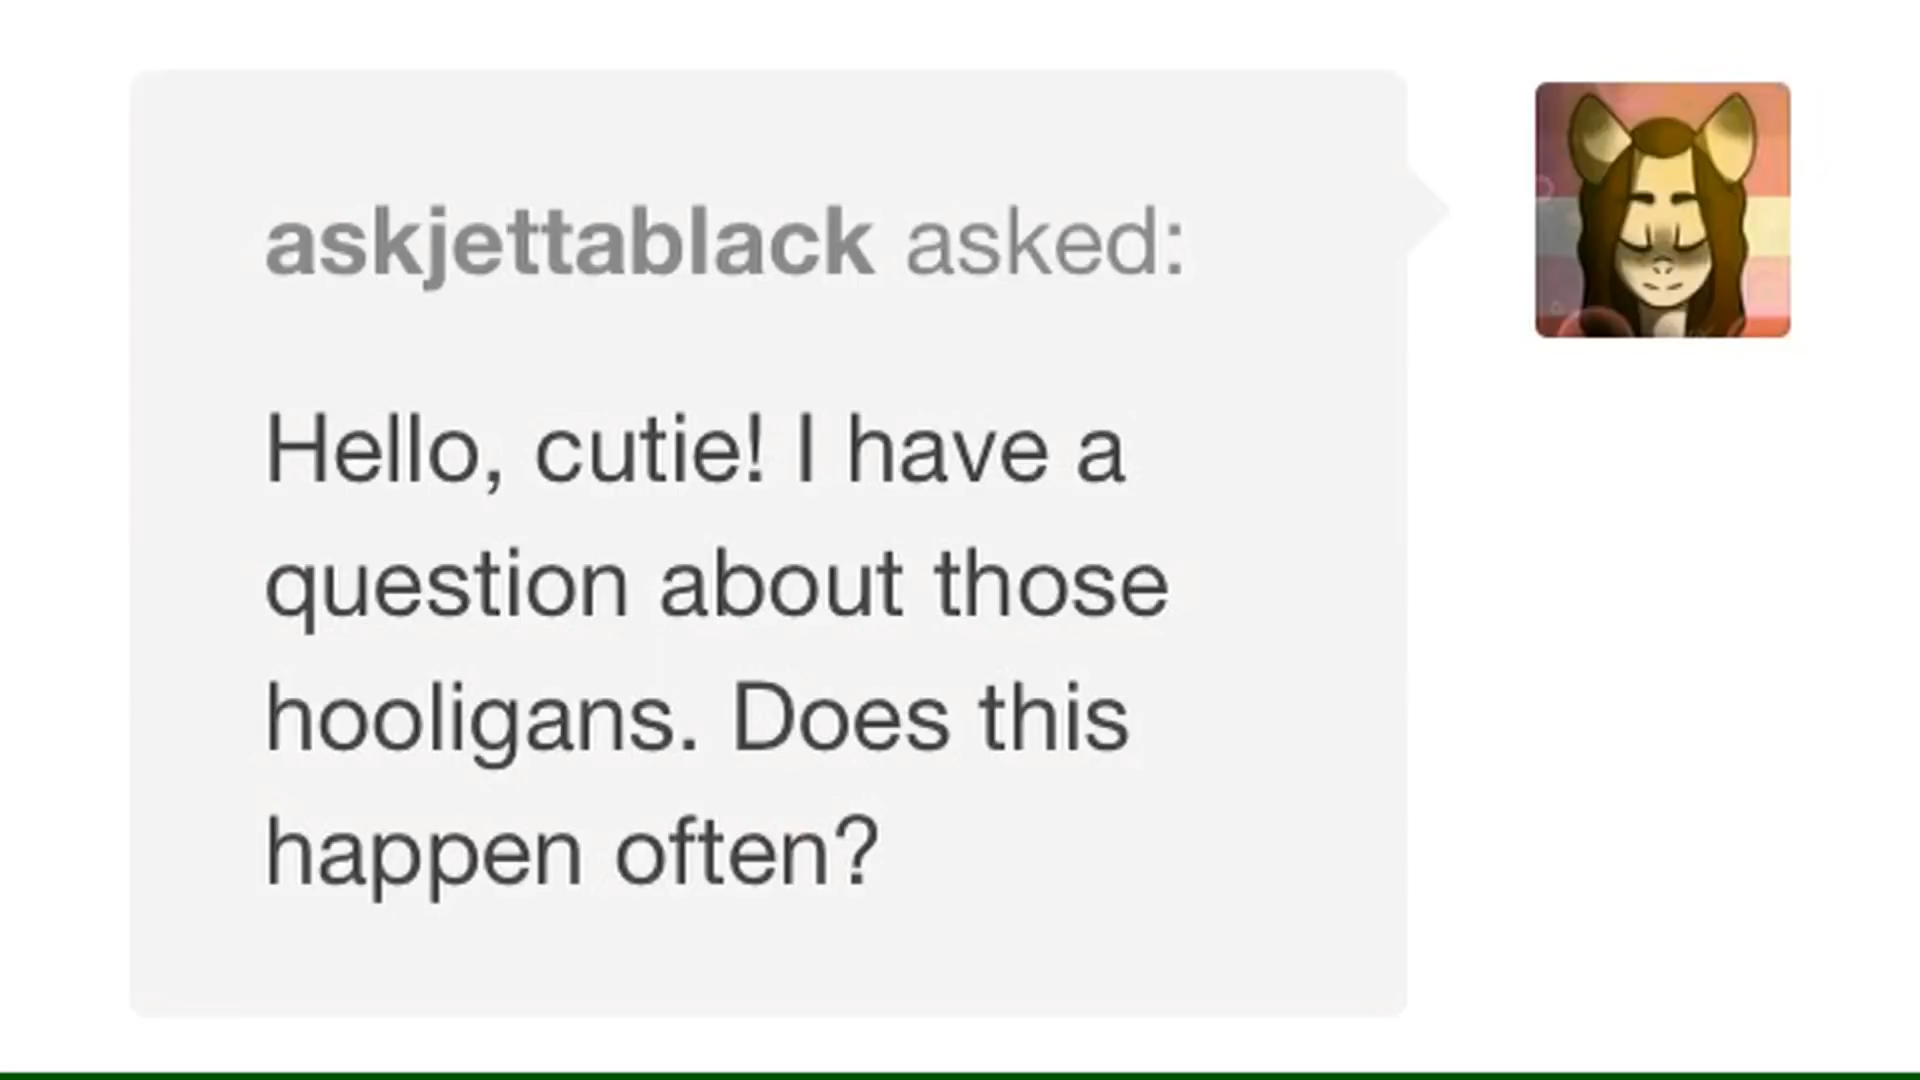 askjettablack asked:
Hello, cutie! I have a
question about those
hooligans. Does this
happen often?